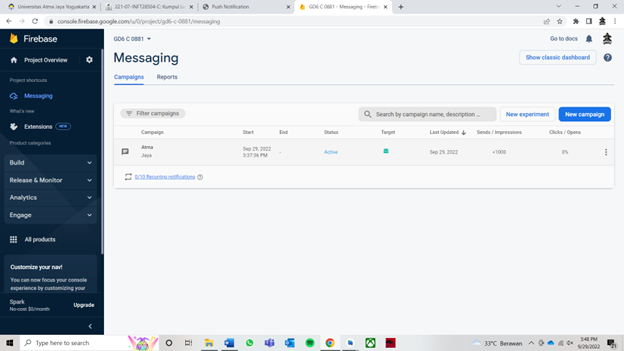 Universitas Atma Jaya Yogyakarta
Push Notification
GD6 C 0881 - Messaging - Fireb
console.firebase.google.com/u/0/project/gd6-c-0881/messaging
Firebase
GD6 C 0881
Go to docs
Project Overview
Messaging
Show classic dashboard
Project shortcuts
Campaigns
Reports
Messaging
What's new
Extensions
NEW
Filter campaigns
Search by campaign name, description ...
New experiment
New campaign
Product categories
Campaign
Start
End
Status
Target
Last Updated
Sends / Impressions
Clicks / Opens
Build
Atma
Jaya
Sep 29, 2022
3:37:36 PM
-
Active
Sep 29, 2022
<1000
0%
Release & Monitor
0/10 Recurring notifications
Analytics
Engage
All products
Customize your nav!
You can now focus your console
experience by customizing your
Spark
No-cost $0/month
Upgrade
Type here to search
33°C Berawan
3:48 PM
9/29/2022